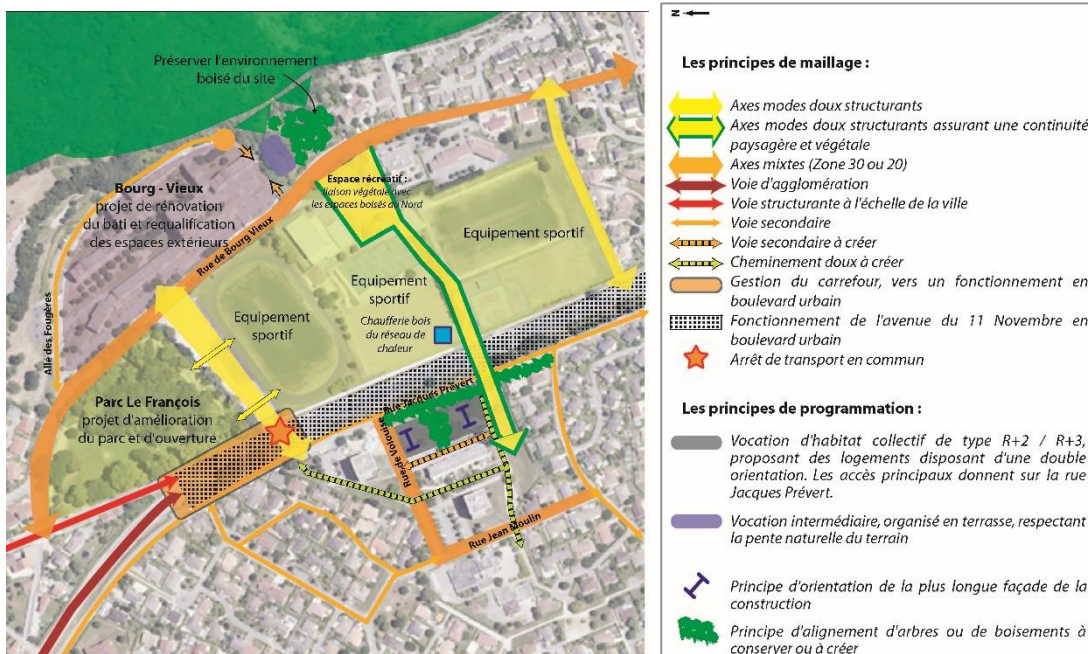 Préserver l'environnement
boisé du site
Bourg - Vieux
projet de rénovation
du bâti et requalification
des espaces extérieurs
Espace récréatif :
liaison végétale avec
les espaces boisés du Nord
Rue de Bourg Vieux
Equipement sportif
Equipement
sportif
Equipement
sportif
Chaufferie bois
du réseau de
chaleur
Allé des Fougères
Parc Le François
projet d'amélioration
du parc et d'ouverture
Rue Jacques Prévert
Rue de Volouise
Rue Jean Moulin
N
Les principes de maillage :
Axes modes doux structurants
Axes modes doux structurants assurant une continuité
paysagère et végétale
Axes mixtes (Zone 30 ou 20)
Voie d'agglomération
Voie structurante à l'échelle de la ville
Voie secondaire
Voie secondaire à créer
Cheminement doux à créer
Gestion du carrefour, vers un fonctionnement en
boulevard urbain
Fonctionnement de l'avenue du 11 Novembre en
boulevard urbain
Arrêt de transport en commun
Les principes de programmation :
Vocation d'habitat collectif de type R+2 / R+3,
proposant des logements disposant d'une double
orientation. Les accès principaux donnent sur la rue
Jacques Prévert.
Vocation intermédiaire, organisé en terrasse, respectant
la pente naturelle du terrain
Principe d'orientation de la plus longue façade de la
construction
Principe d'alignement d'arbres ou de boisements à
conserver ou à créer